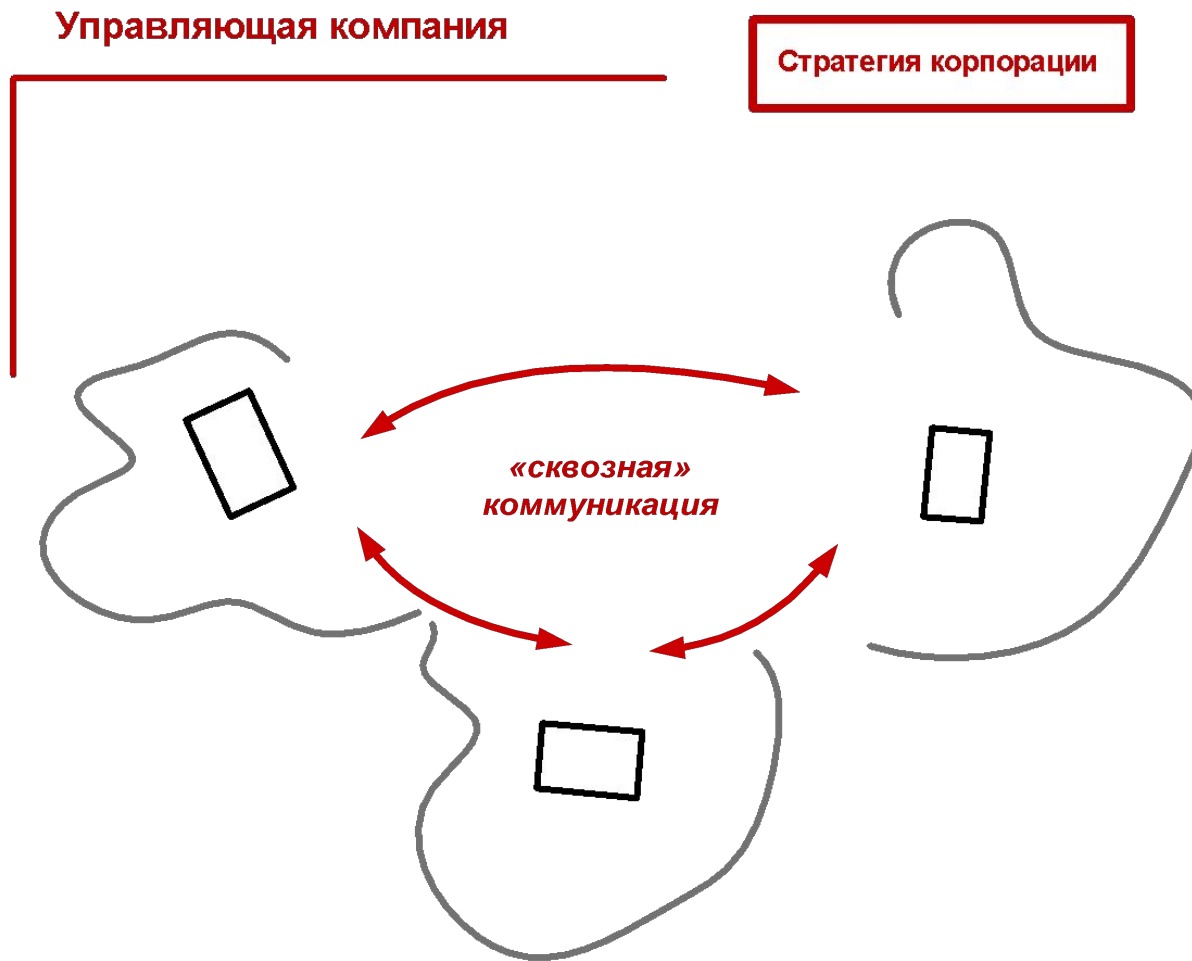 Управляющая компания
Стратегия корпорации
«сквозная»
коммуникация